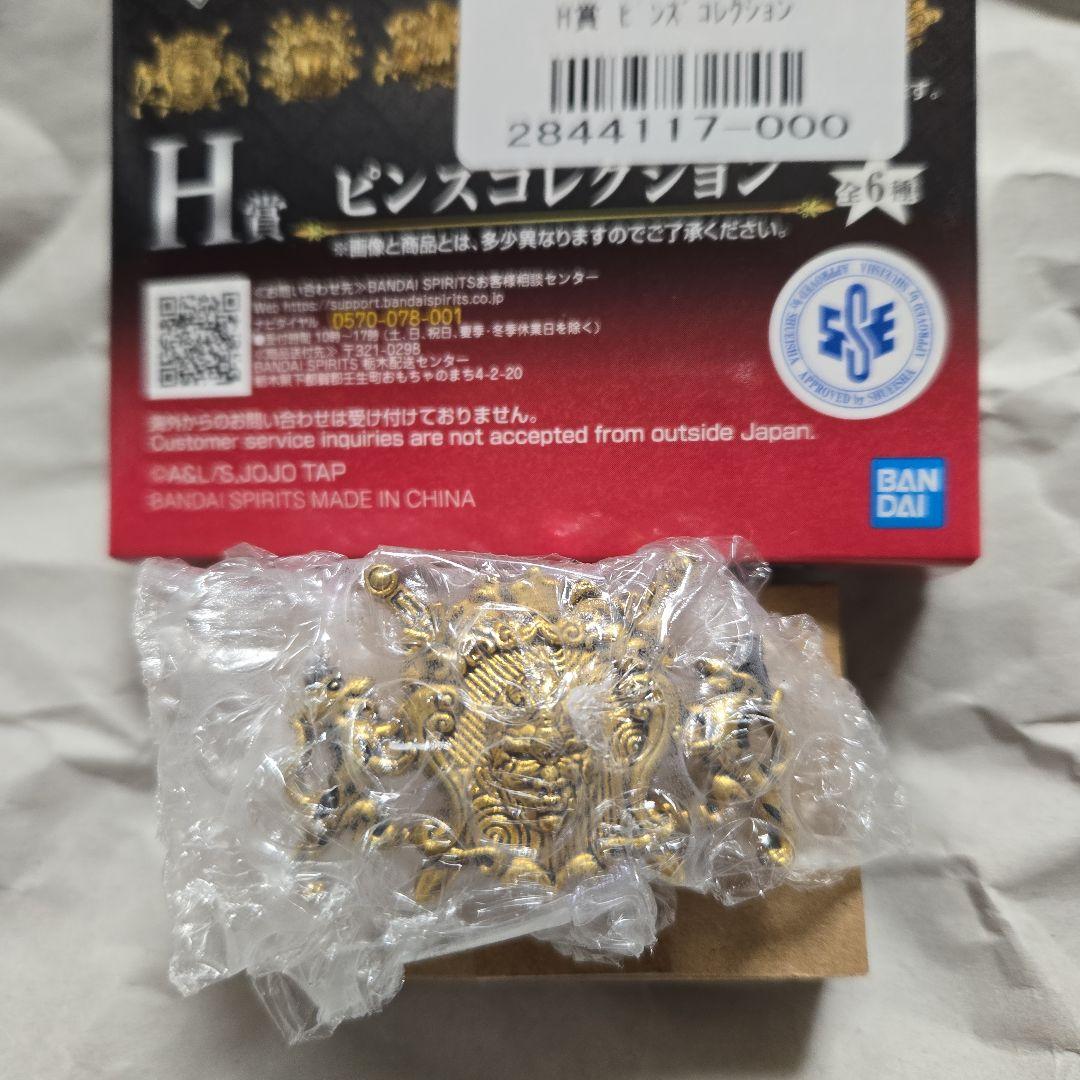 H賞 ピンズコレクション
2844117-000
す。
H賞 ピンズコレクション 全6種
※画像と商品とは、多少異なりますのでご了承ください。
≪お問い合わせ先≫BANDAI SPIRITSお客様相談センター
Web https://support.bandaispirits.co.jp
ナビダイヤル 0570-078-001
●受付時間 10時～17時(土、日、祝日、夏季・冬季休業日を除く)
≪商品送付先≫ 〒321-0298
BANDAI SPIRITS 栃木配送センター
栃木県下都賀郡壬生町おもちゃのまち4-2-20
海外からのお問い合わせは受け付けておりません。
Customer service inquiries are not accepted from outside Japan.
©A&L/S,JOJO TAP
BANDAI SPIRITS MADE IN CHINA
APPROVED by SHUEISHA
BAN
DAI